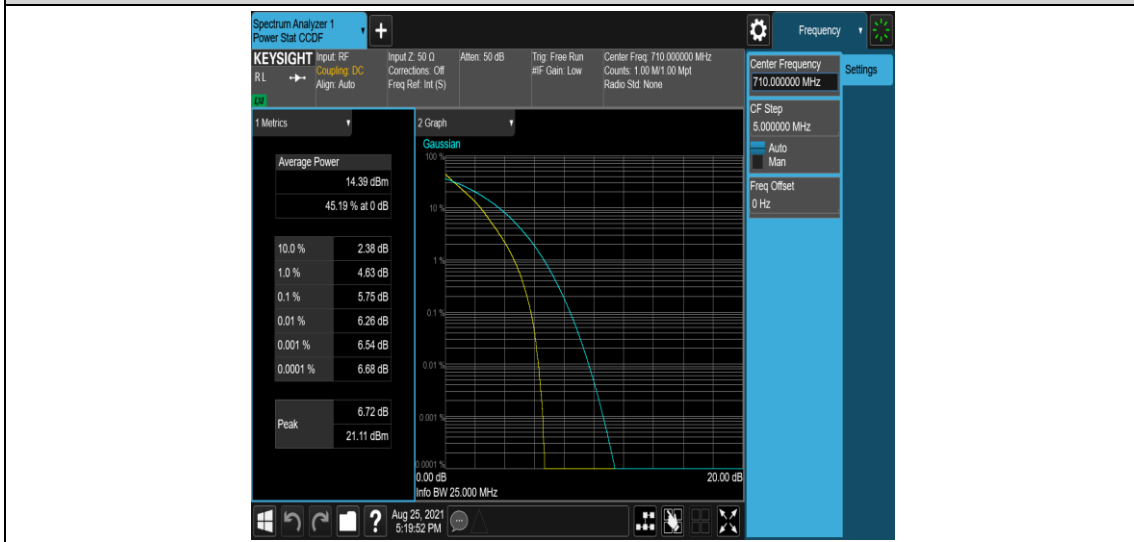 Spectrum Analyzer 1
Power Stat CCDF
+
Frequency
KEYSIGHT
RL
LXI
Input: RF
Coupling: DC
Align: Auto
Input Z: 50 Ω
Corrections: Off
Freq Ref: Int (S)
Atten: 50 dB
Trig: Free Run
#IF Gain: Low
Center Freq: 710.000000 MHz
Counts: 1.00 M/1.00 Mpt
Radio Std: None
Center Frequency
710.000000 MHz
Settings
CF Step
5.000000 MHz
Auto
Man
Freq Offset
0 Hz
1 Metrics
Average Power
14.39 dBm
45.19 % at 0 dB
10.0 % 2.38 dB
1.0 % 4.63 dB
0.1 % 5.75 dB
0.01 % 6.26 dB
0.001 % 6.54 dB
0.0001 % 6.68 dB
Peak
6.72 dB
21.11 dBm
2 Graph
Gaussian
100 %
10 %
1 %
0.1 %
0.01 %
0.001 %
0.0001 %
0.00 dB 20.00 dB
Info BW 25.000 MHz
?
Aug 25, 2021
5:19:52 PM